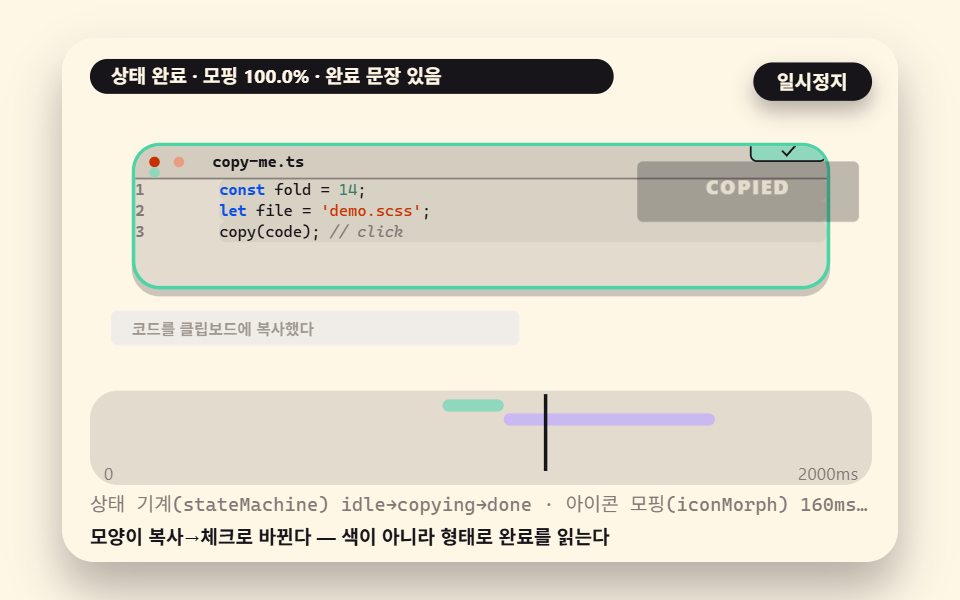 상태 완료 · 모핑 100.0% · 완료 문장 있음
일시정지
copy-me.ts
1 const fold = 14;
2 let file = 'demo.scss';
3 copy(code); // click
COPIED
코드를 클립보드에 복사했다
0
2000ms
상태 기계(stateMachine) idle→copying→done · 아이콘 모핑(iconMorph) 160ms…
모양이 복사→체크로 바뀐다 — 색이 아니라 형태로 완료를 읽는다